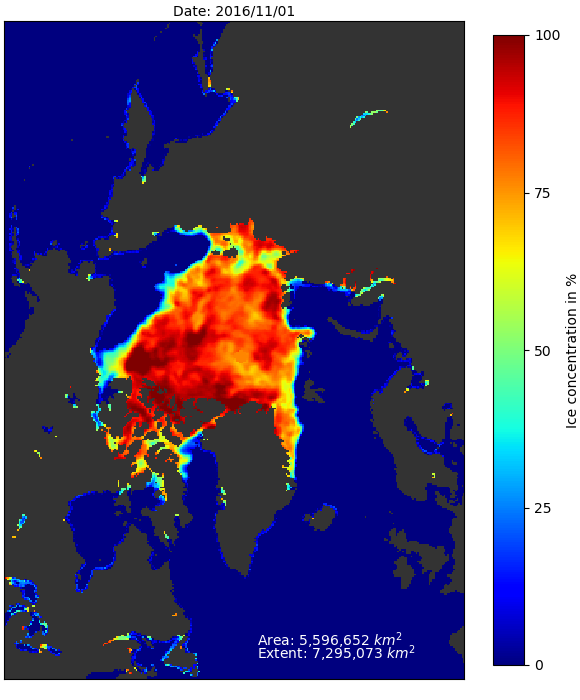 Date: 2016/11/01
100
75
50
25
0
Ice concentration in %
Area: 5,596,652 km²
Extent: 7,295,073 km²